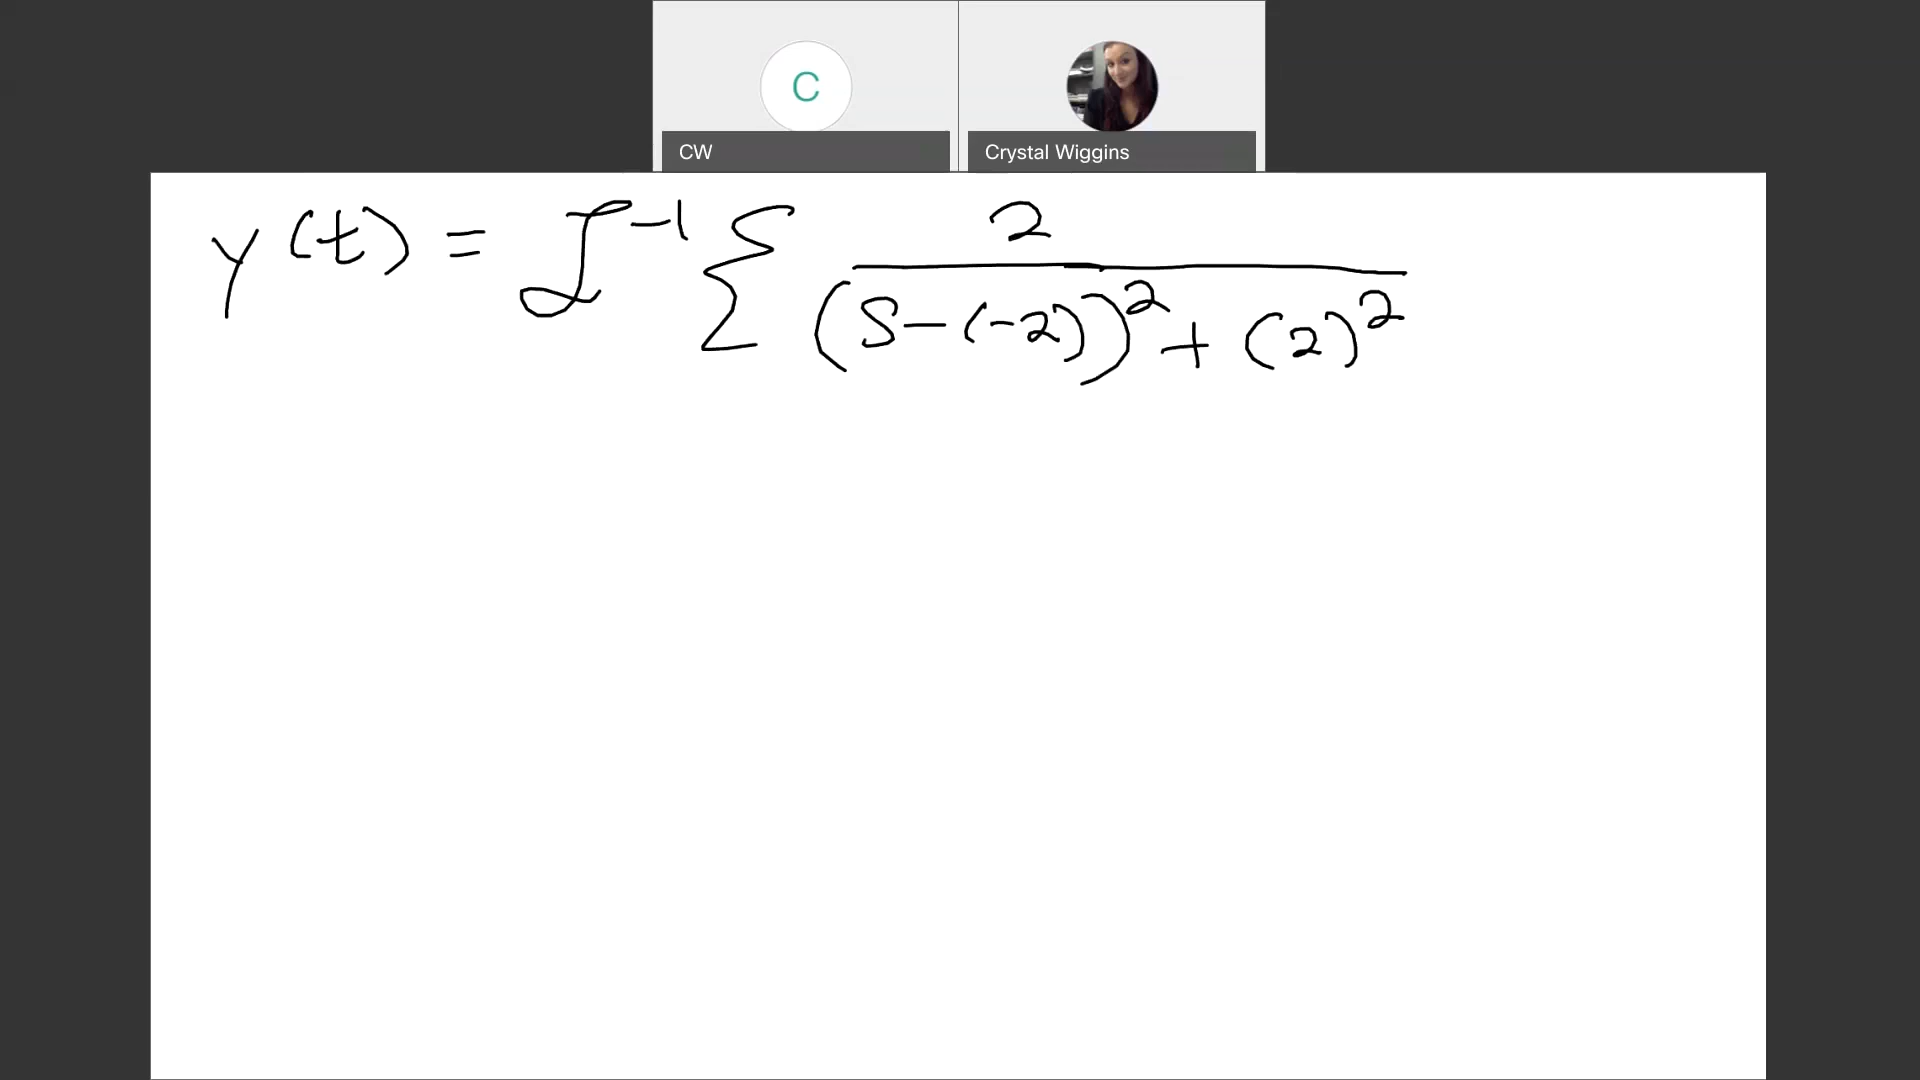 C
CW
Crystal Wiggins
y(t) = ℒ⁻¹ {
2
(S-(-2))² + (2)²